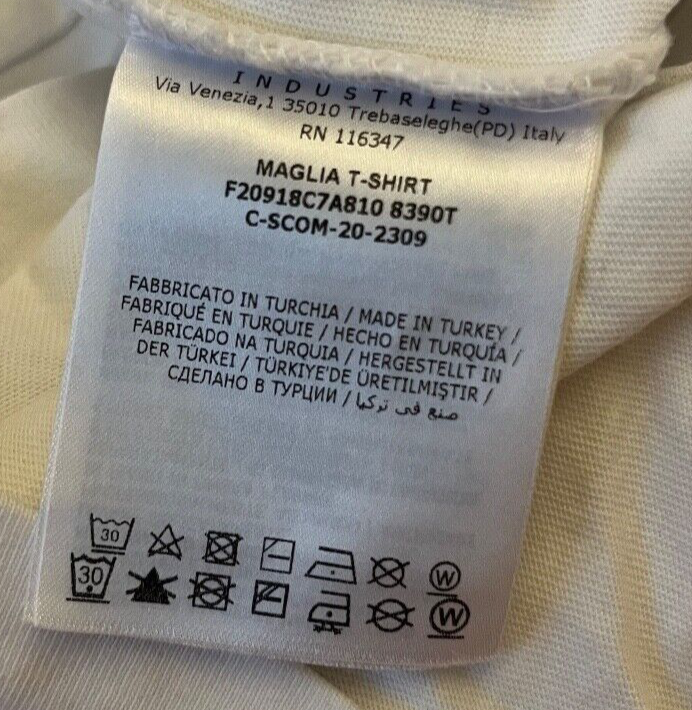 INDUSTRIES
Via Venezia,1 35010 Trebaseleghe(PD) Italy
RN 116347
MAGLIA T-SHIRT
F20918C7A810 8390T
C-SCOM-20-2309
FABBRICATO IN TURCHIA / MADE IN TURKEY /
FABRIQUÉ EN TURQUIE / HECHO EN TURQUÍA /
FABRICADO NA TURQUIA / HERGESTELLT IN
DER TÜRKEI / TÜRKIYE'DE ÜRETILMIŞTIR /
СДЕЛАНО В ТУРЦИИ / صنع فى تركيا
30 W
30 W